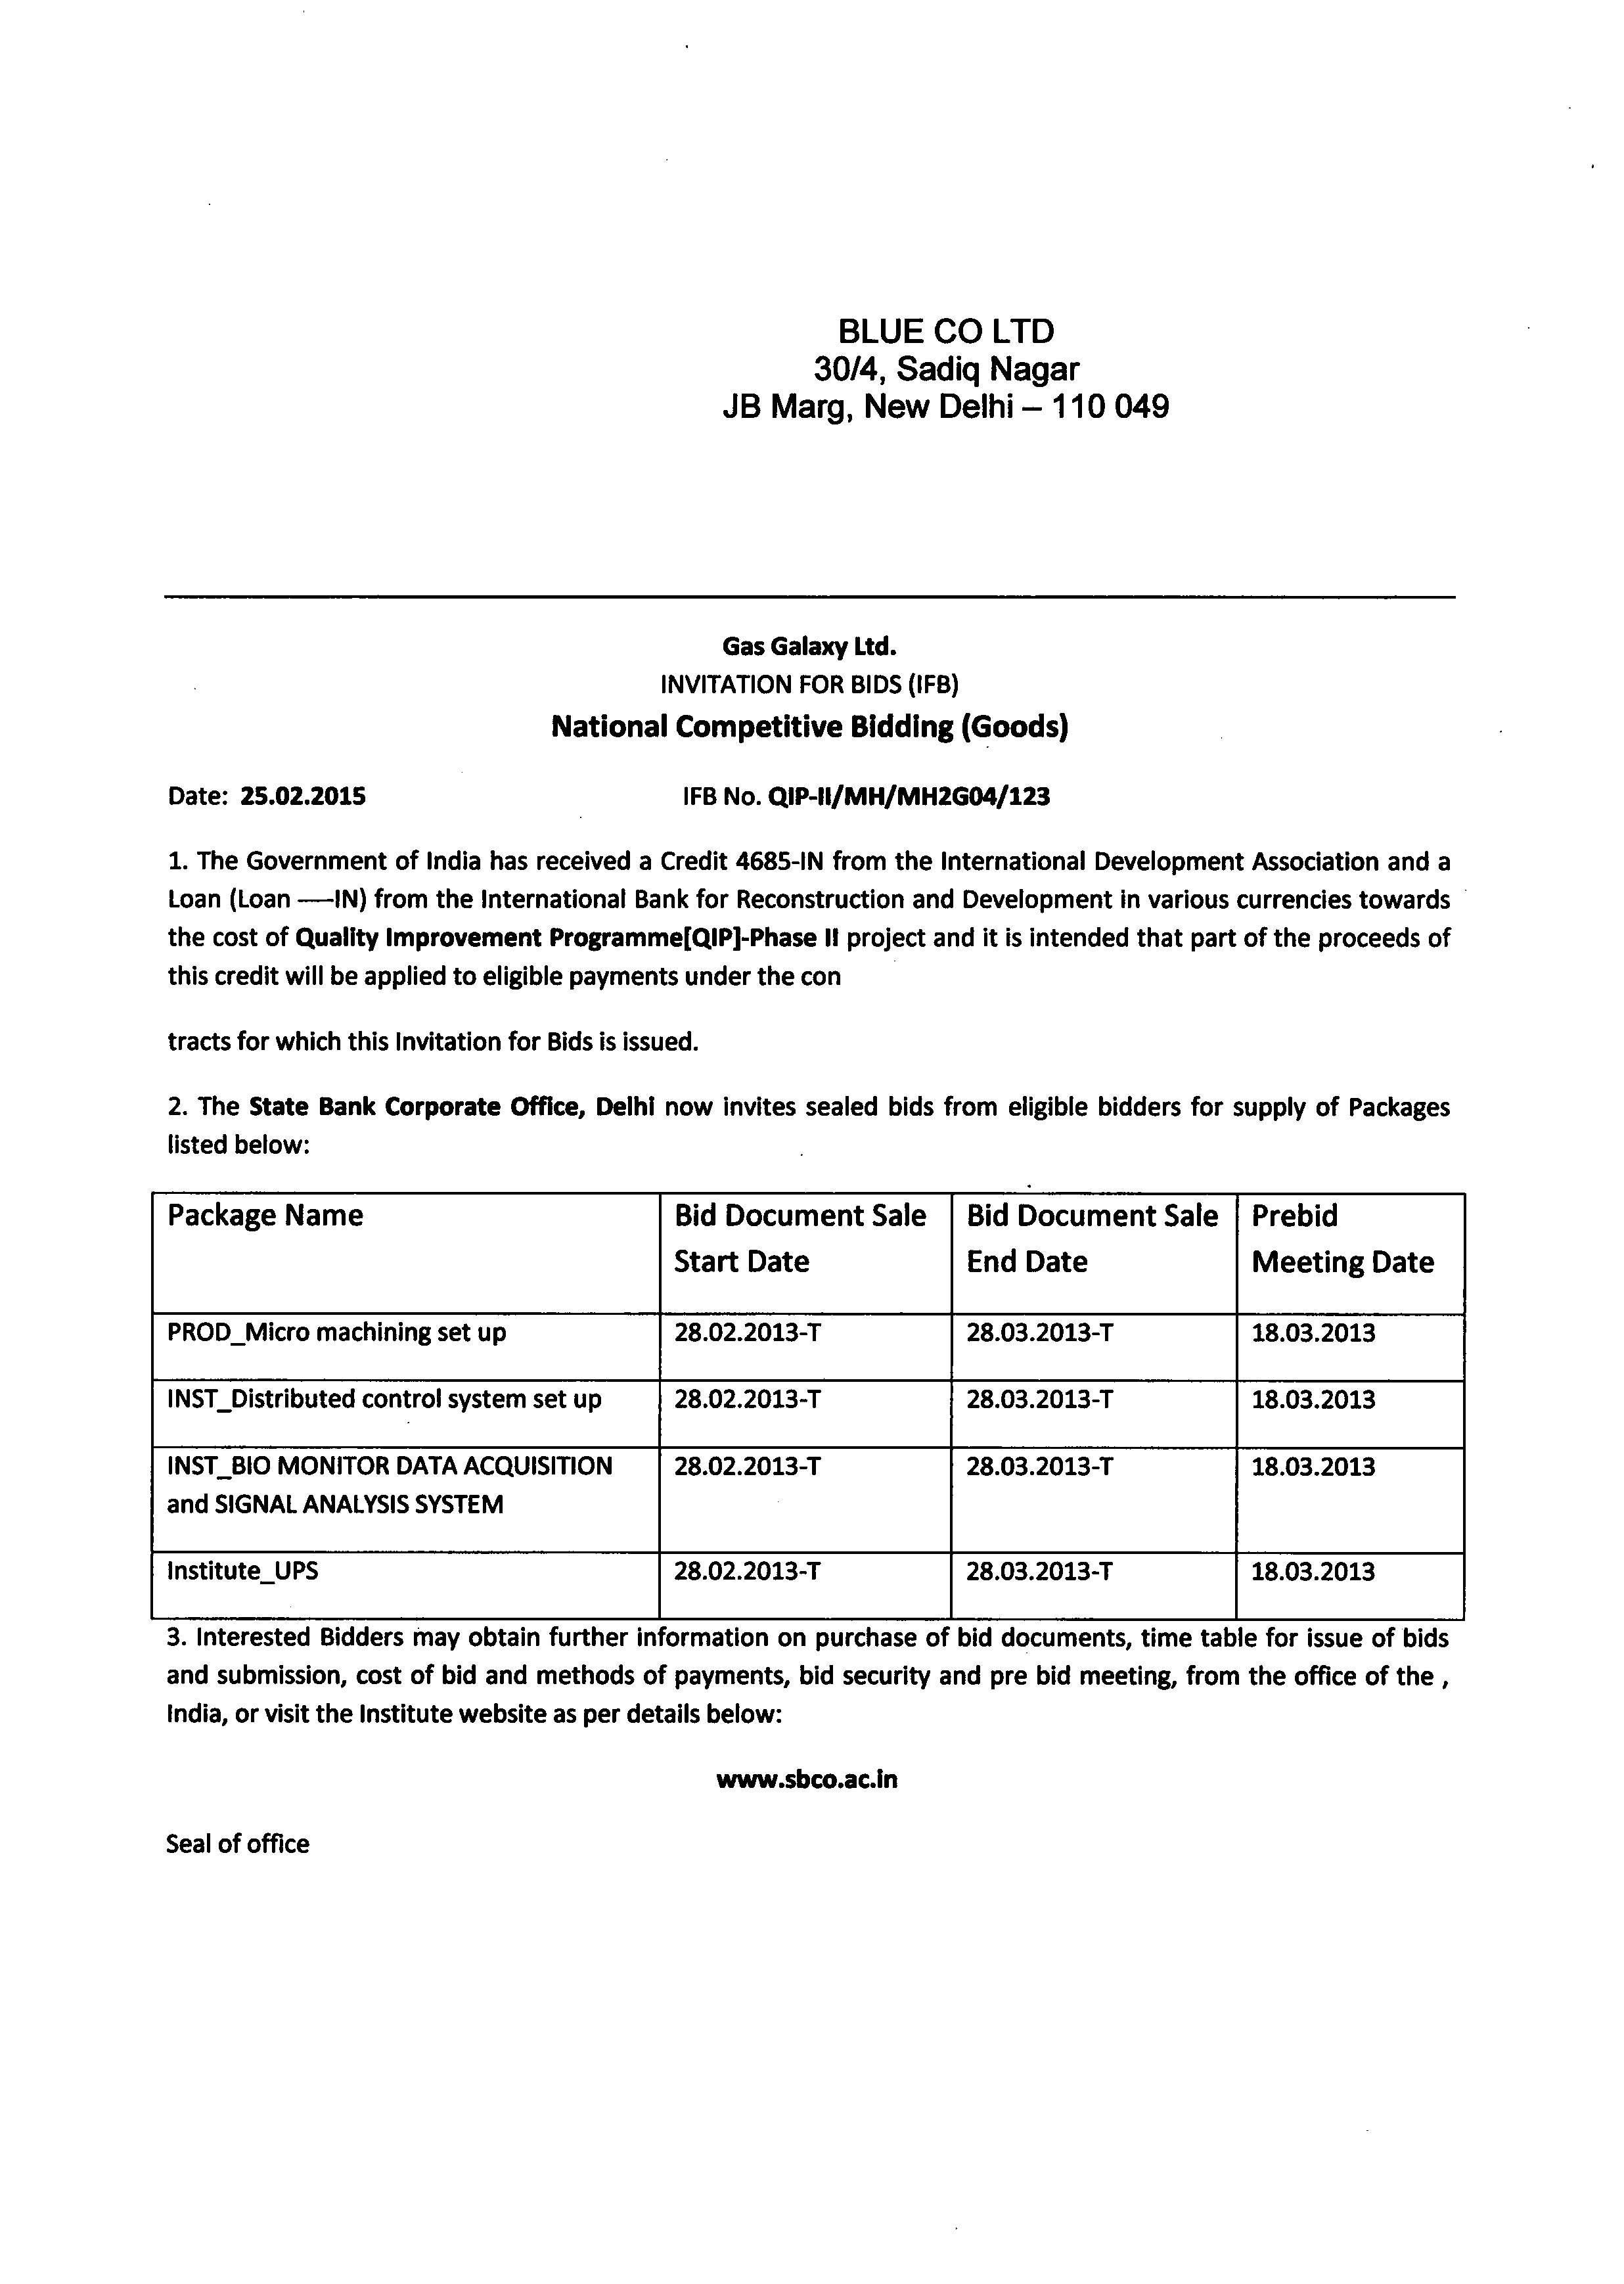 BLUE CO LTD
30/4, Sadiq Nagar
JB Marg, New Delhi – 110 049
Gas Galaxy Ltd.
INVITATION FOR BIDS (IFB)
National Competitive Bidding (Goods)
Date: 25.02.2015 IFB No. QIP-II/MH/MH2G04/123
1. The Government of India has received a Credit 4685-IN from the International Development Association and a
Loan (Loan —–IN) from the International Bank for Reconstruction and Development in various currencies towards
the cost of Quality Improvement Programme[QIP]-Phase II project and it is intended that part of the proceeds of
this credit will be applied to eligible payments under the con
tracts for which this Invitation for Bids is issued.
2. The State Bank Corporate Office, Delhi now invites sealed bids from eligible bidders for supply of Packages
listed below:
Package Name Bid Document Sale Bid Document Sale Prebid
Start Date End Date Meeting Date
PROD_Micro machining set up 28.02.2013-T 28.03.2013-T 18.03.2013
INST_Distributed control system set up 28.02.2013-T 28.03.2013-T 18.03.2013
INST_BIO MONITOR DATA ACQUISITION 28.02.2013-T 28.03.2013-T 18.03.2013
and SIGNAL ANALYSIS SYSTEM
Institute_UPS 28.02.2013-T 28.03.2013-T 18.03.2013
3. Interested Bidders may obtain further information on purchase of bid documents, time table for issue of bids
and submission, cost of bid and methods of payments, bid security and pre bid meeting, from the office of the ,
India, or visit the Institute website as per details below:
www.sbco.ac.in
Seal of office